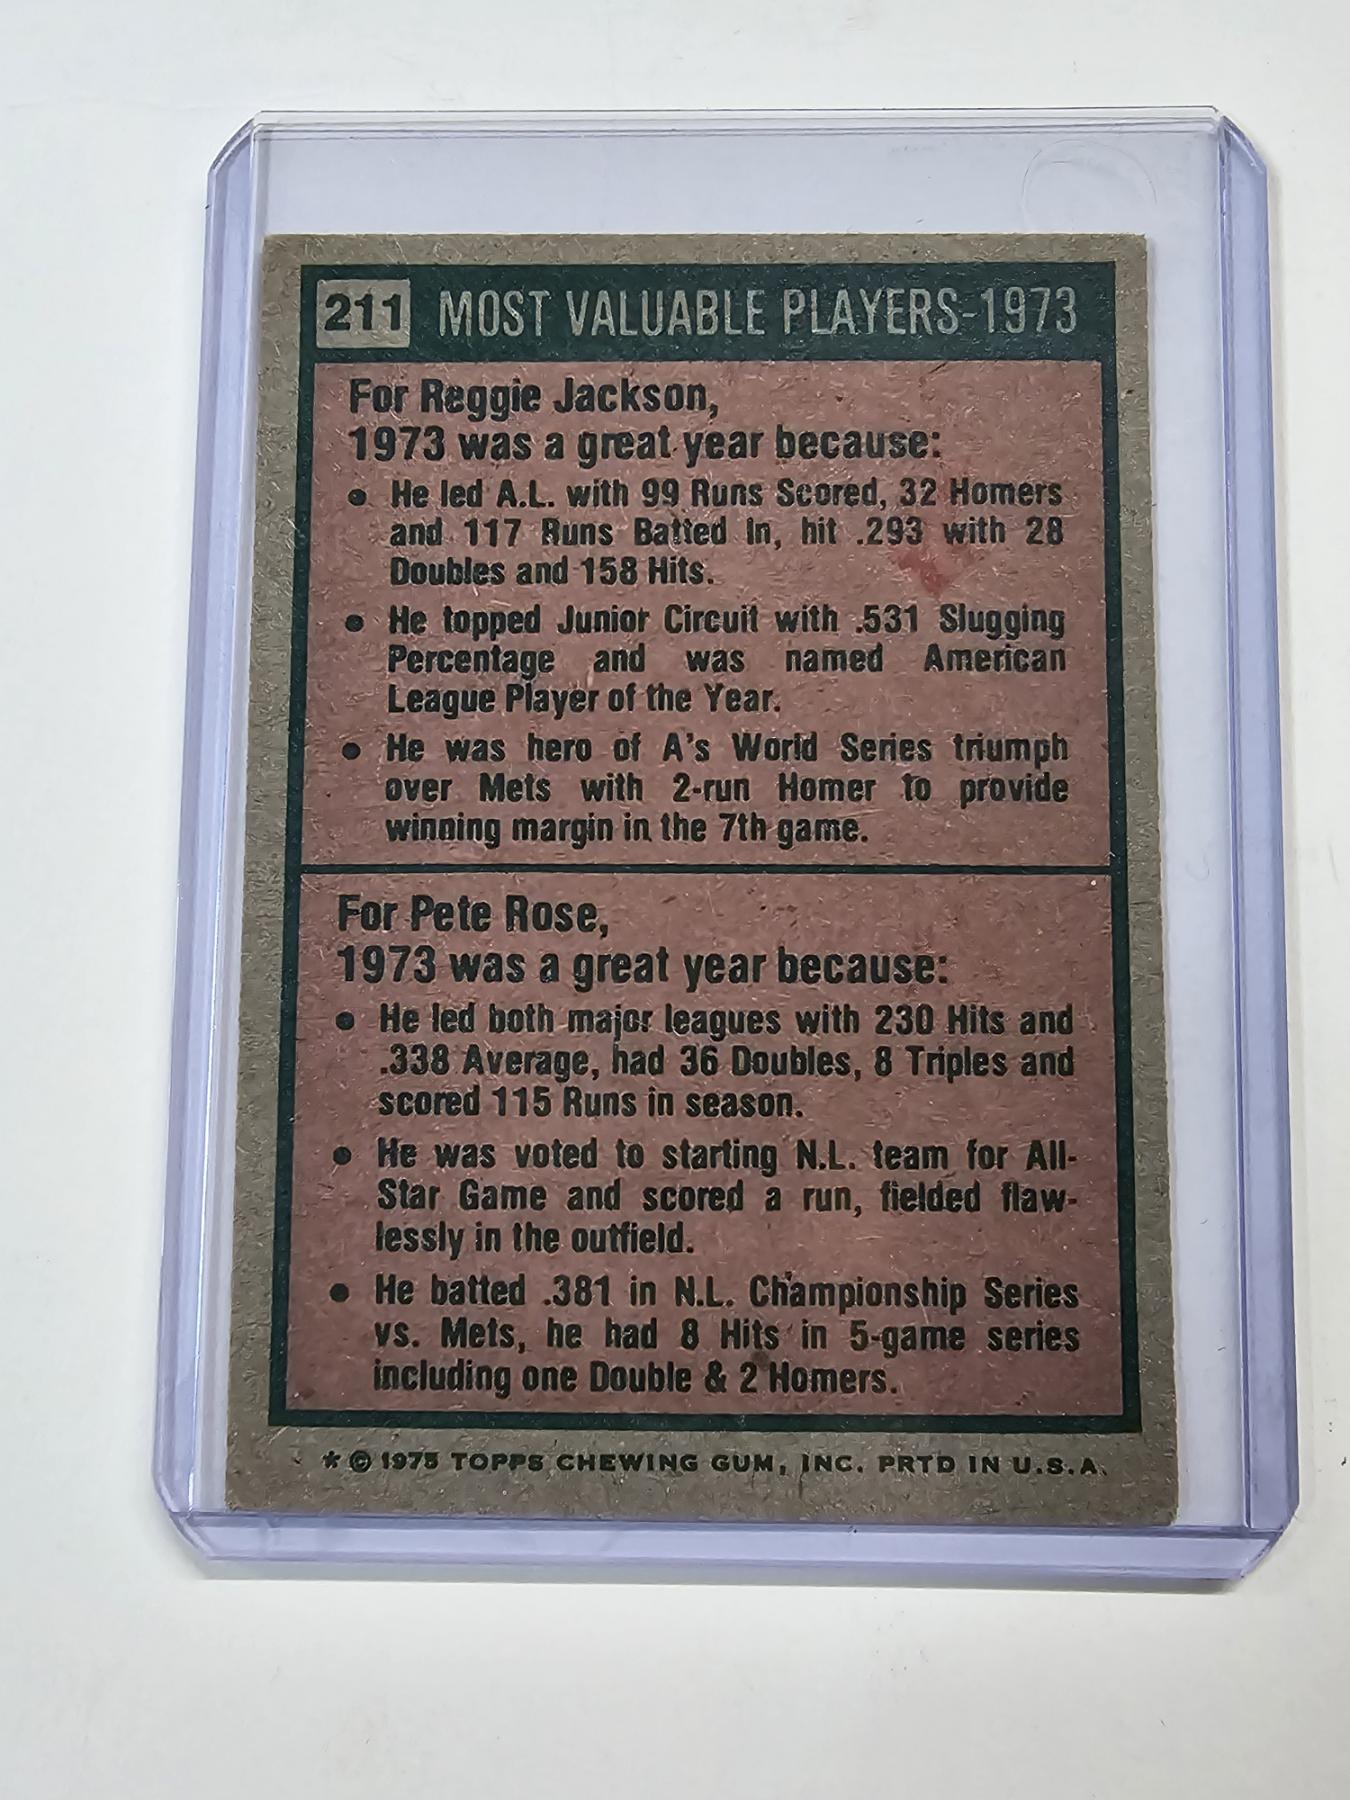 211 MOST VALUABLE PLAYERS-1973
For Reggie Jackson,
1973 was a great year because:
• He led A.L. with 99 Runs Scored, 32 Homers
and 117 Runs Batted In, hit .293 with 28
Doubles and 158 Hits.
• He topped Junior Circuit with .531 Slugging
Percentage and was named American
League Player of the Year.
• He was hero of A's World Series triumph
over Mets with 2-run Homer to provide
winning margin in the 7th game.
For Pete Rose,
1973 was a great year because:
• He led both major leagues with 230 Hits and
.338 Average, had 36 Doubles, 8 Triples and
scored 115 Runs in season.
• He was voted to starting N.L. team for All-
Star Game and scored a run, fielded flaw-
lessly in the outfield.
• He batted .381 in N.L. Championship Series
vs. Mets, he had 8 Hits in 5-game series
including one Double & 2 Homers.
* © 1975 TOPPS CHEWING GUM, INC. PRTD IN U.S.A.